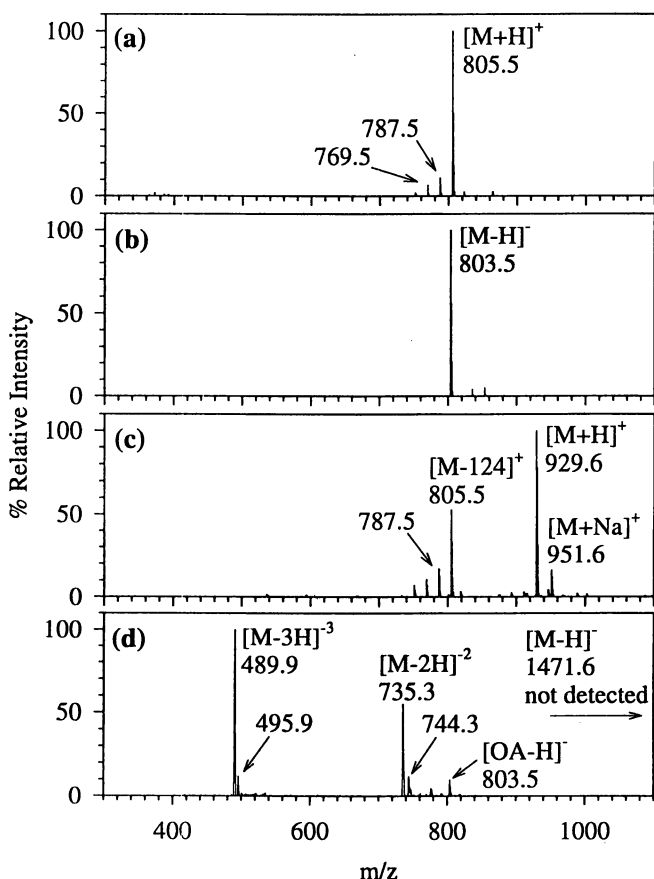 (a)
[M+H]+
805.5
787.5
769.5
100
50
0
(b)
[M-H]-
803.5
100
50
0
(c)
[M+H]+
929.6
[M-124]+
805.5
787.5
[M+Na]+
951.6
100
50
0
(d)
[M-3H]-3
489.9
495.9
[M-2H]-2
735.3
744.3
[M-H]-
1471.6
not detected
[OA-H]-
803.5
100
50
0
400 600 800 1000
m/z
% Relative Intensity